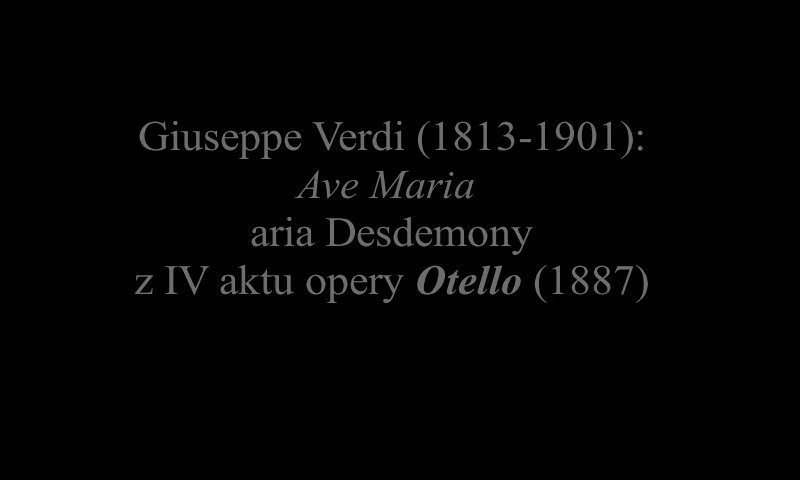 Giuseppe Verdi (1813-1901):
Ave Maria
aria Desdemony
z IV aktu opery Otello (1887)